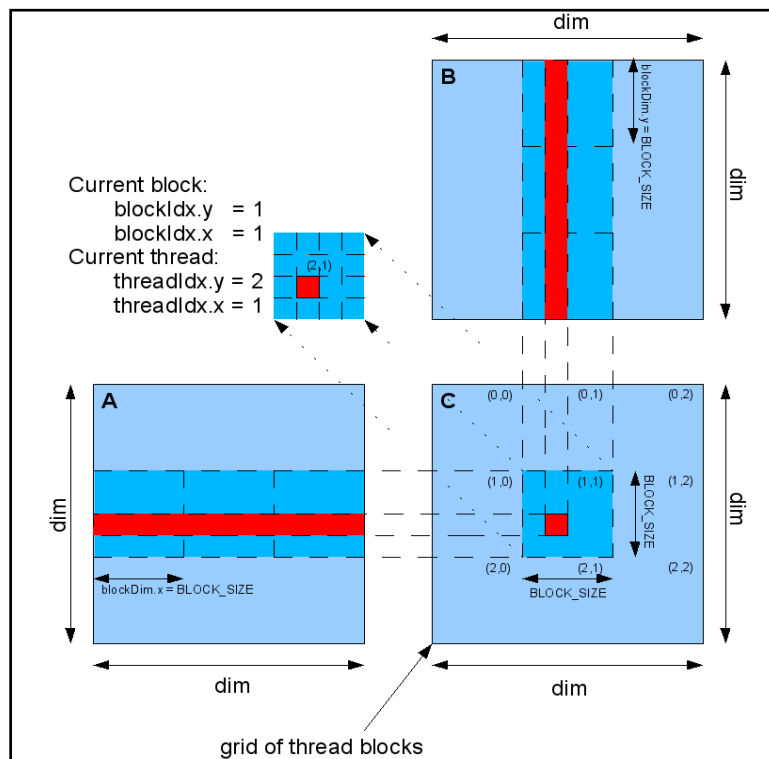 dim
B
blockDim.y = BLOCK_SIZE
dim
Current block:
blockIdx.y = 1
blockIdx.x = 1
Current thread:
threadIdx.y = 2
threadIdx.x = 1
(2,1)
A
dim
blockDim.x = BLOCK_SIZE
dim
C
(0,0) (0,1) (0,2)
(1,0) (1,1) (1,2)
BLOCK_SIZE
(2,0) (2,1) (2,2)
BLOCK_SIZE
dim
dim
grid of thread blocks